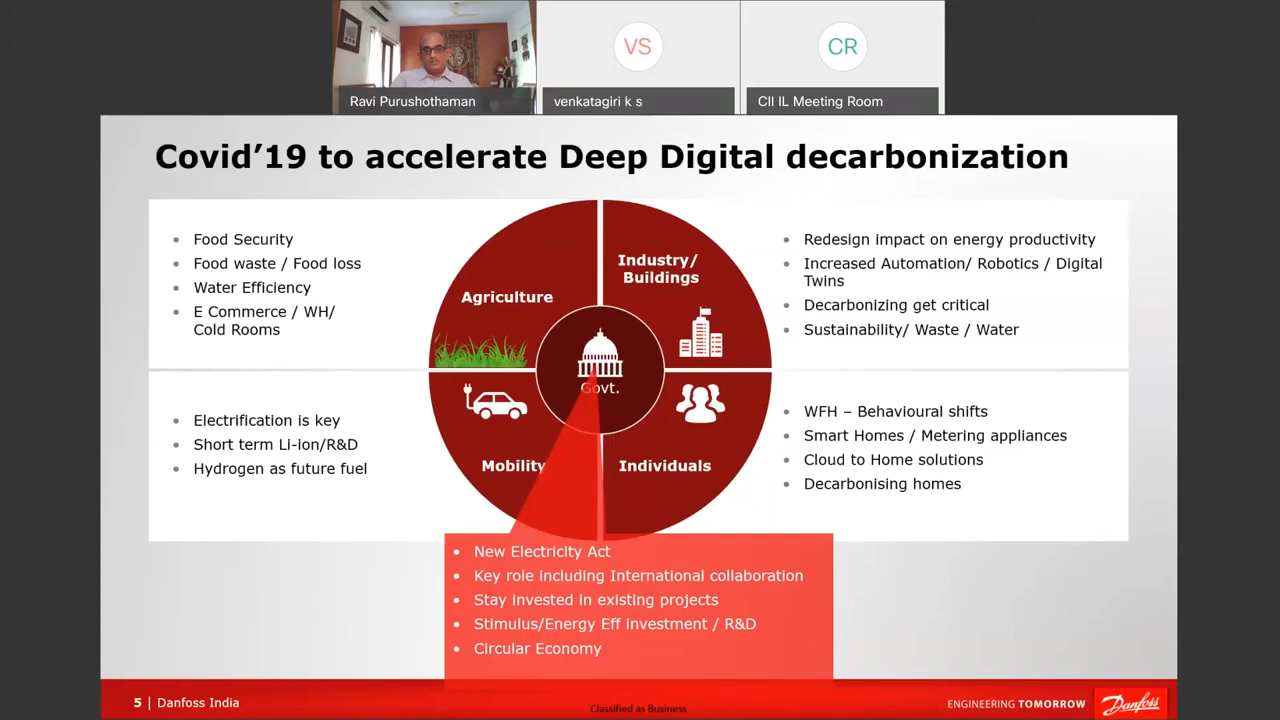 VS
CR
Ravi Purushothaman
venkatagiri k s
CII IL Meeting Room
Covid’19 to accelerate Deep Digital decarbonization
• Food Security
• Food waste / Food loss
• Water Efficiency
• E Commerce / WH/
Cold Rooms
Agriculture
Industry/
Buildings
• Redesign impact on energy productivity
• Increased Automation/ Robotics / Digital
Twins
• Decarbonizing get critical
• Sustainability/ Waste / Water
Govt.
• Electrification is key
• Short term Li-ion/R&D
• Hydrogen as future fuel
Mobility
Individuals
• WFH – Behavioural shifts
• Smart Homes / Metering appliances
• Cloud to Home solutions
• Decarbonising homes
• New Electricity Act
• Key role including International collaboration
• Stay invested in existing projects
• Stimulus/Energy Eff investment / R&D
• Circular Economy
5 | Danfoss India
Classified as Business
ENGINEERING TOMORROW
Danfoss